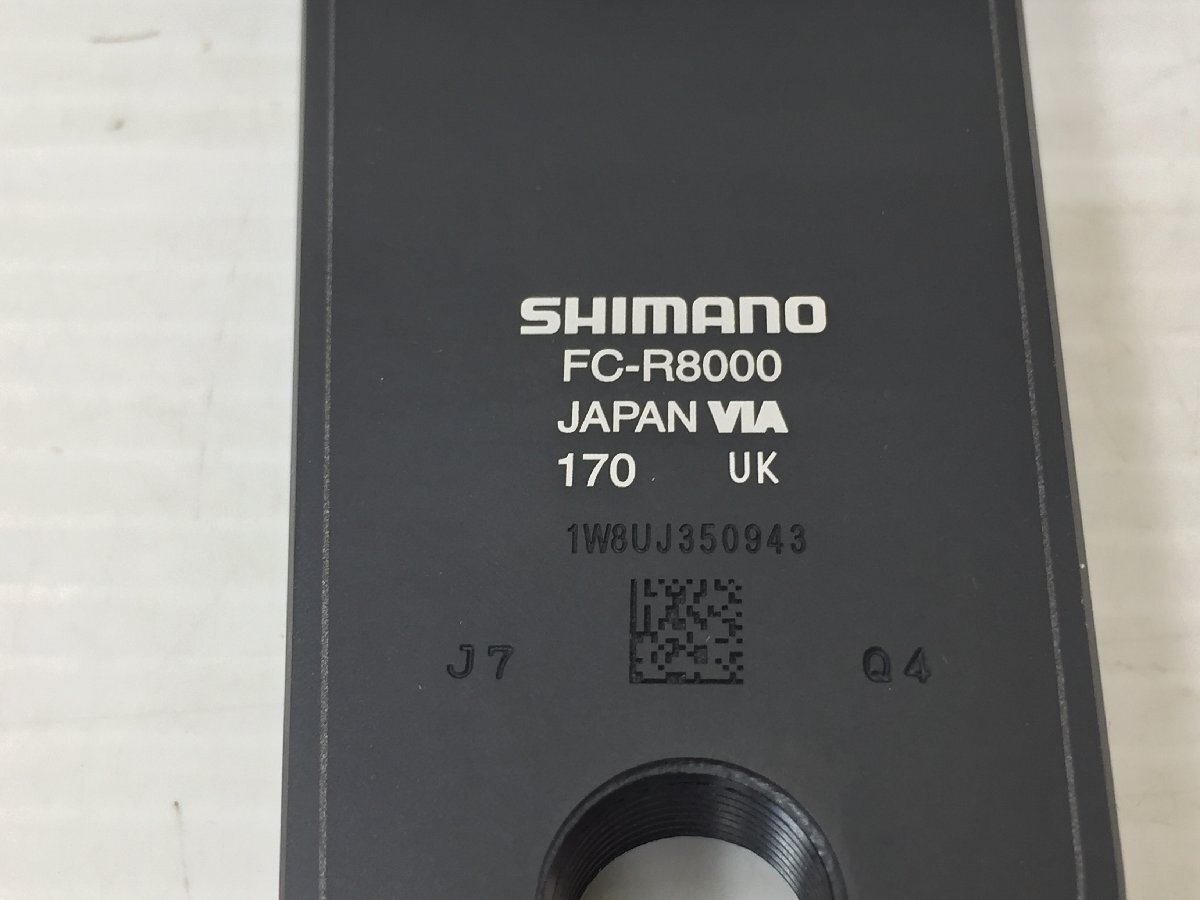 SHIMANO
FC-R8000
JAPAN VIA
170 UK
1W8UJ350943
J7 Q4